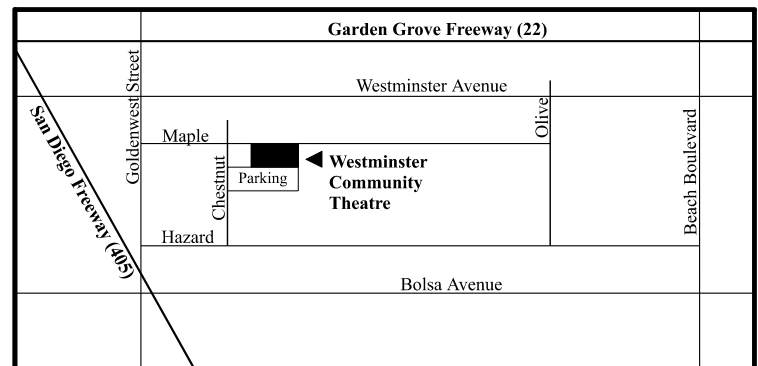 Garden Grove Freeway (22)
Westminster Avenue
Goldenwest Street
San Diego Freeway (405)
Olive
Beach Boulevard
Maple
Westminster
Community
Theatre
Parking
Chestnut
Hazard
Bolsa Avenue